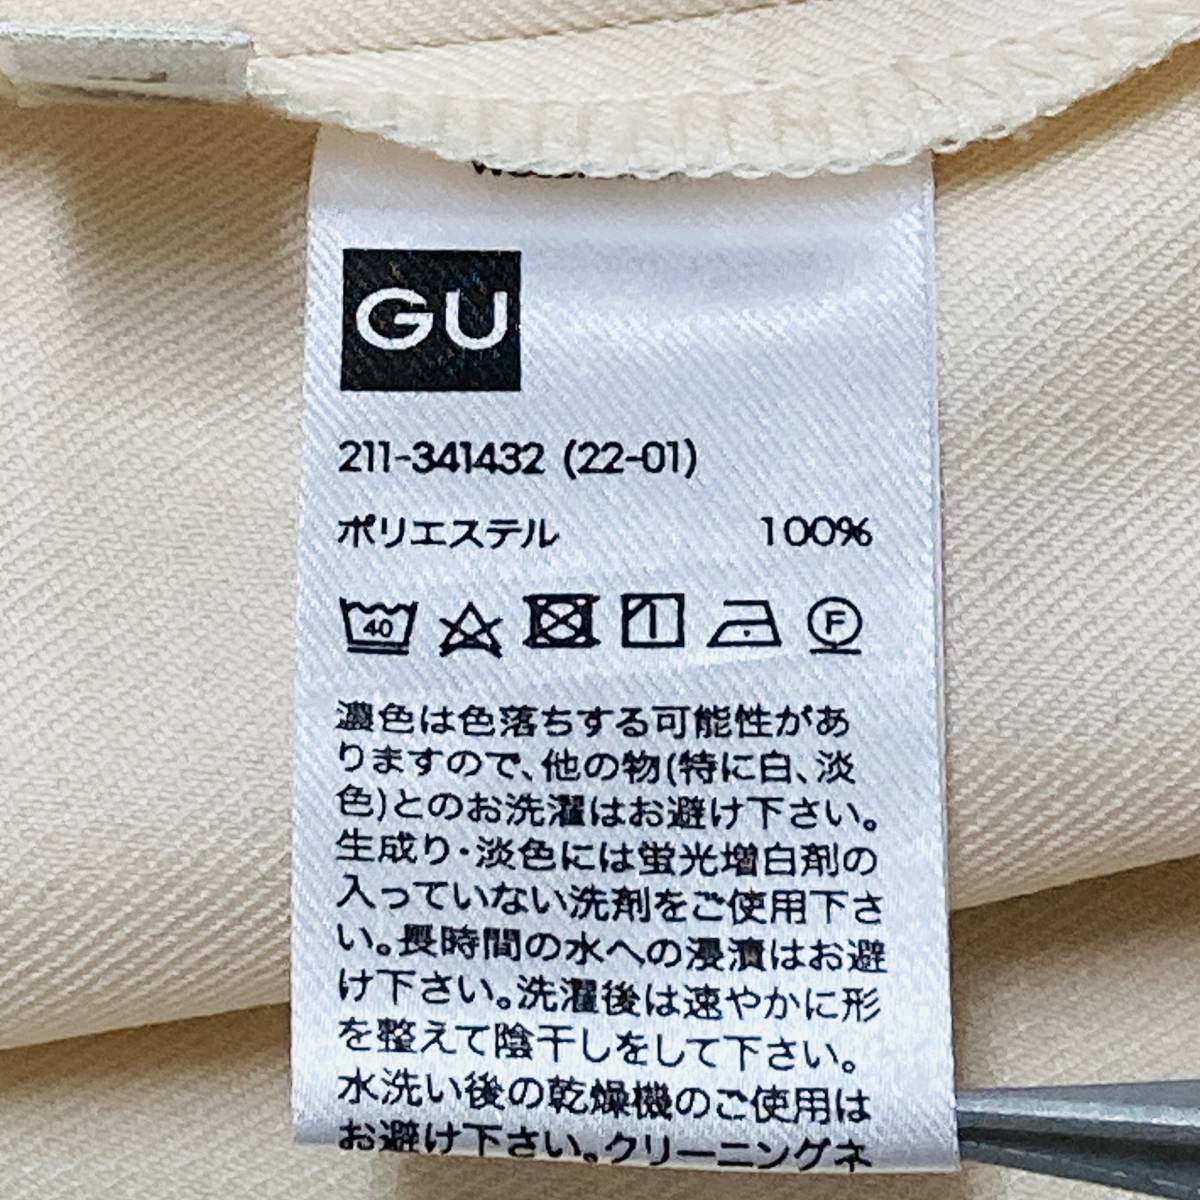 GU
211-341432 (22-01)
ポリエステル 100%
40 F
濃色は色落ちする可能性があ
りますので、他の物(特に白、淡
色)とのお洗濯はお避け下さい。
生成り・淡色には蛍光増白剤の
入っていない洗剤をご使用下さ
い。長時間の水への浸漬はお避
け下さい。洗濯後は速やかに形
を整えて陰干しをして下さい。
水洗い後の乾燥機のご使用は
お避け下さい。クリーニングネ